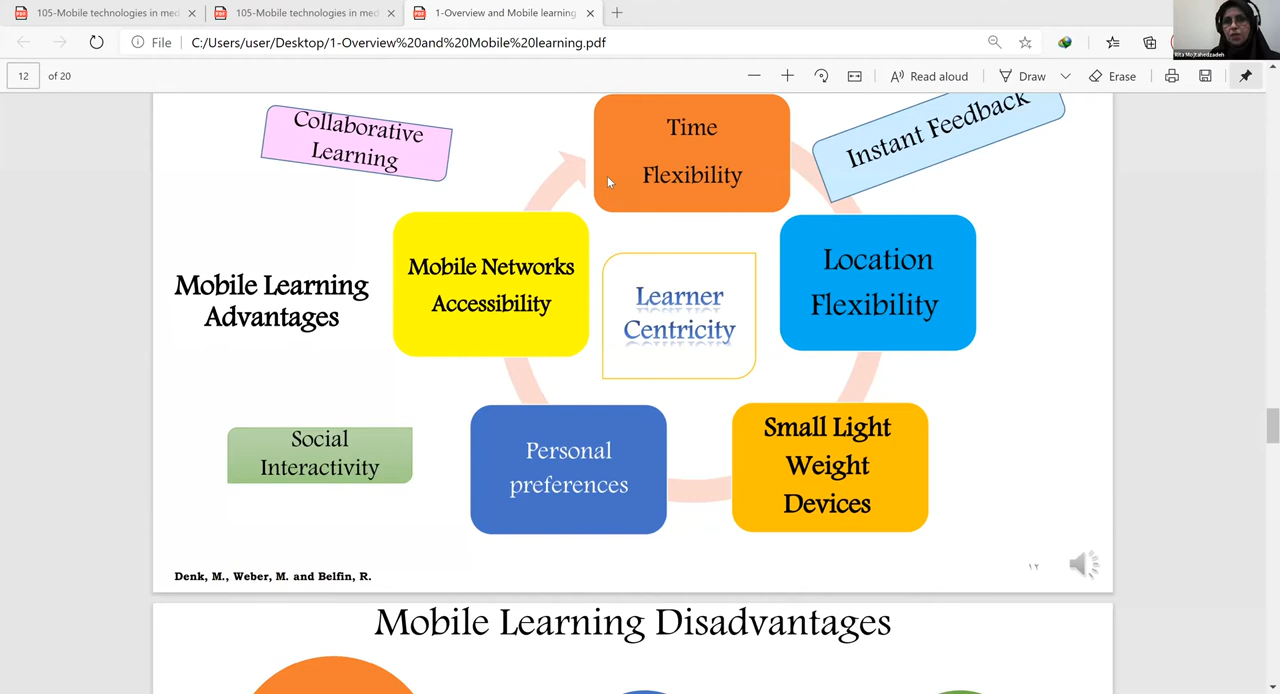 105-Mobile technologies in med
105-Mobile technologies in med
1-Overview and Mobile learning
File
C:/Users/user/Desktop/1-Overview%20and%20Mobile%20learning.pdf
Rita Mojtahedzadeh
12 of 20
Read aloud
Draw
Erase
Collaborative
Learning
Time
Flexibility
Instant Feedback
Mobile Networks
Accessibility
Location
Flexibility
Mobile Learning
Advantages
Learner
Centricity
Social
Interactivity
Personal
preferences
Small Light
Weight
Devices
Denk, M., Weber, M. and Belfin, R.
۱۲
Mobile Learning Disadvantages